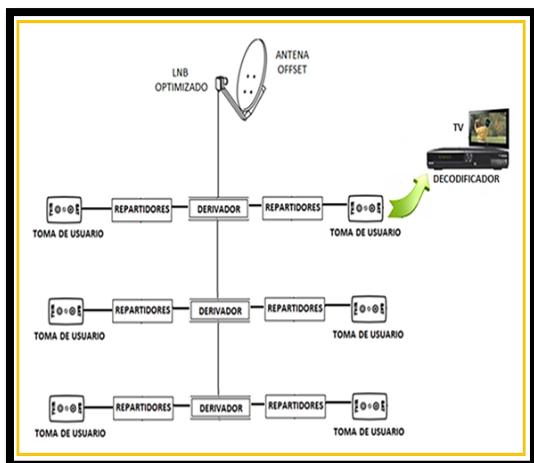 ANTENA
OFFSET
LNB
OPTIMIZADO
TV
DECODIFICADOR
REPARTIDORES DERIVADOR REPARTIDORES
TOMA DE USUARIO TOMA DE USUARIO
REPARTIDORES DERIVADOR REPARTIDORES
TOMA DE USUARIO TOMA DE USUARIO
REPARTIDORES DERIVADOR REPARTIDORES
TOMA DE USUARIO TOMA DE USUARIO